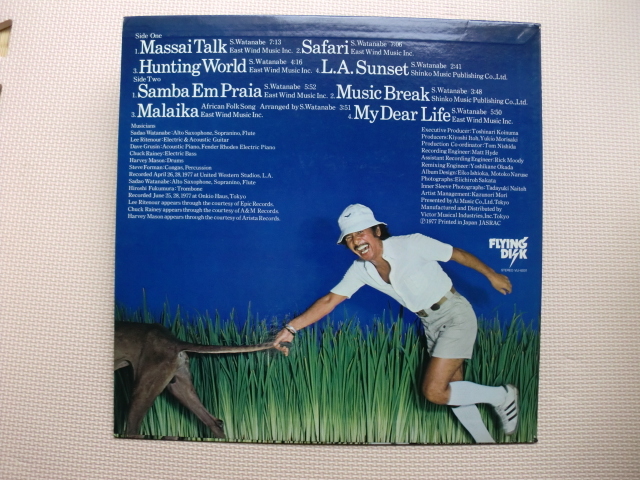 Side One
1. Massai Talk S.Watanabe 7:13 East Wind Music Inc. 2. Safari S.Watanabe 7:06 East Wind Music Inc.
3. Hunting World S.Watanabe 4:16 East Wind Music Inc. 4. L.A. Sunset S.Watanabe 2:41 Shinko Music Publishing Co.,Ltd.
Side Two
1. Samba Em Praia S.Watanabe 5:52 East Wind Music Inc. 2. Music Break S.Watanabe 3:48 Shinko Music Publishing Co.,Ltd.
3. Malaika African Folk Song Arranged by S.Watanabe 3:51 East Wind Music Inc. 4. My Dear Life S.Watanabe 5:50 East Wind Music Inc.
Musicians
Sadao Watanabe: Alto Saxophone, Sopranino, Flute
Lee Ritenour: Electric & Acoustic Guitar
Dave Grusin: Acoustic Piano, Fender Rhodes Electric Piano
Chuck Rainey: Electric Bass
Harvey Mason: Drums
Steve Forman: Congas, Percussion
Recorded April 26, 28, 1977 at United Western Studios, L.A.
Sadao Watanabe: Alto Saxophone, Sopranino, Flute
Hiroshi Fukumura: Trombone
Recorded June 25, 28, 1977 at Onkio Haus, Tokyo
Lee Ritenour appears through the courtesy of Epic Records.
Chuck Rainey appears through the courtesy of A&M Records.
Harvey Mason appears through the courtesy of Arista Records.
Executive Producer: Toshinari Koinuma
Producers: Kiyoshi Itoh, Yukio Morisaki
Production Co-ordinator: Tom Nishida
Recording Engineer: Matt Hyde
Assistant Recording Engineer: Rick Moody
Remixing Engineer: Yoshihiro Okada
Album Design: Eiko Ishioka, Motoko Naruse
Photographs: Eiichiroh Sakata
Inner Sleeve Photographs: Tadayuki Naitoh
Artist Management: Kazunori Mori
Presented by Ai Music Co.,Ltd. Tokyo
Manufactured and Distributed by
Victor Musical Industries, Inc. Tokyo
Ⓟ1977 Printed in Japan JASRAC
FLYING
DISK
STEREO